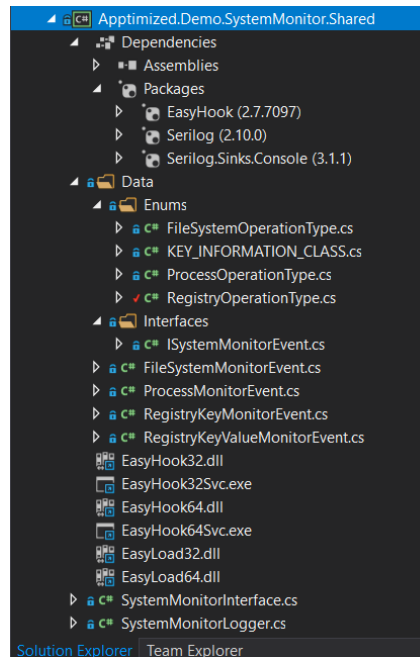 Apptimized.Demo.SystemMonitor.Shared
Dependencies
Assemblies
Packages
EasyHook (2.7.7097)
Serilog (2.10.0)
Serilog.Sinks.Console (3.1.1)
Data
Enums
C# FileSystemOperationType.cs
C# KEY_INFORMATION_CLASS.cs
C# ProcessOperationType.cs
C# RegistryOperationType.cs
Interfaces
C# ISystemMonitorEvent.cs
C# FileSystemMonitorEvent.cs
C# ProcessMonitorEvent.cs
C# RegistryKeyMonitorEvent.cs
C# RegistryKeyValueMonitorEvent.cs
EasyHook32.dll
EasyHook32Svc.exe
EasyHook64.dll
EasyHook64Svc.exe
EasyLoad32.dll
EasyLoad64.dll
C# SystemMonitorInterface.cs
C# SystemMonitorLogger.cs
Solution Explorer Team Explorer